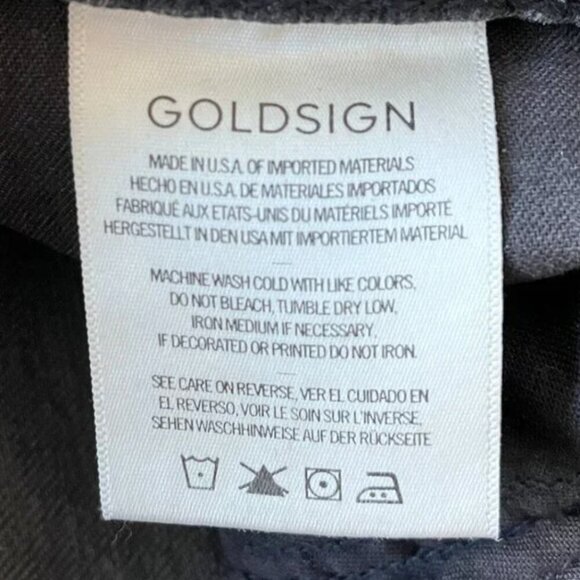 GOLDSIGN
MADE IN U.S.A. OF IMPORTED MATERIALS
HECHO EN U.S.A. DE MATERIALES IMPORTADOS
FABRIQUÉ AUX ETATS-UNIS DU MATÉRIELS IMPORTÉ
HERGESTELLT IN DEN USA MIT IMPORTIERTEM MATERIAL
MACHINE WASH COLD WITH LIKE COLORS,
DO NOT BLEACH, TUMBLE DRY LOW,
IRON MEDIUM IF NECESSARY.
IF DECORATED OR PRINTED DO NOT IRON.
SEE CARE ON REVERSE, VER EL CUIDADO EN
EL REVERSO, VOIR LE SOIN SUR L'INVERSE,
SEHEN WASCHHINWEISE AUF DER RÜCKSEITE